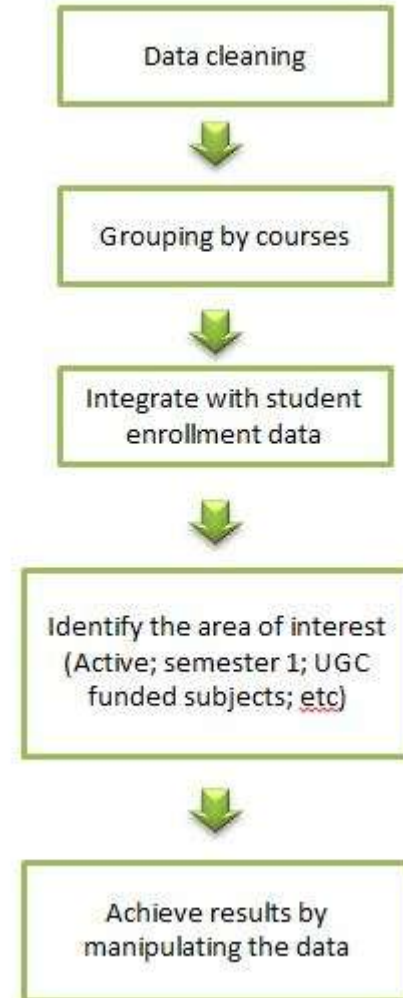 Data cleaning
Grouping by courses
Integrate with student
enrollment data
Identify the area of interest
(Active; semester 1; UGC
funded subjects; etc)
Achieve results by
manipulating the data